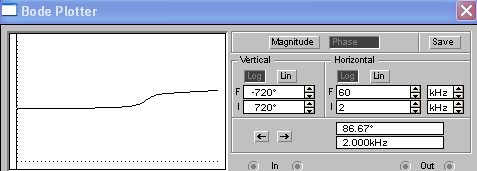 Bode Plotter
Magnitude Phase Save
Vertical Horizontal
Log Lin Log Lin
F -720° F 60 kHz
I 720° I 2 kHz
86.67°
2.000kHz
In Out